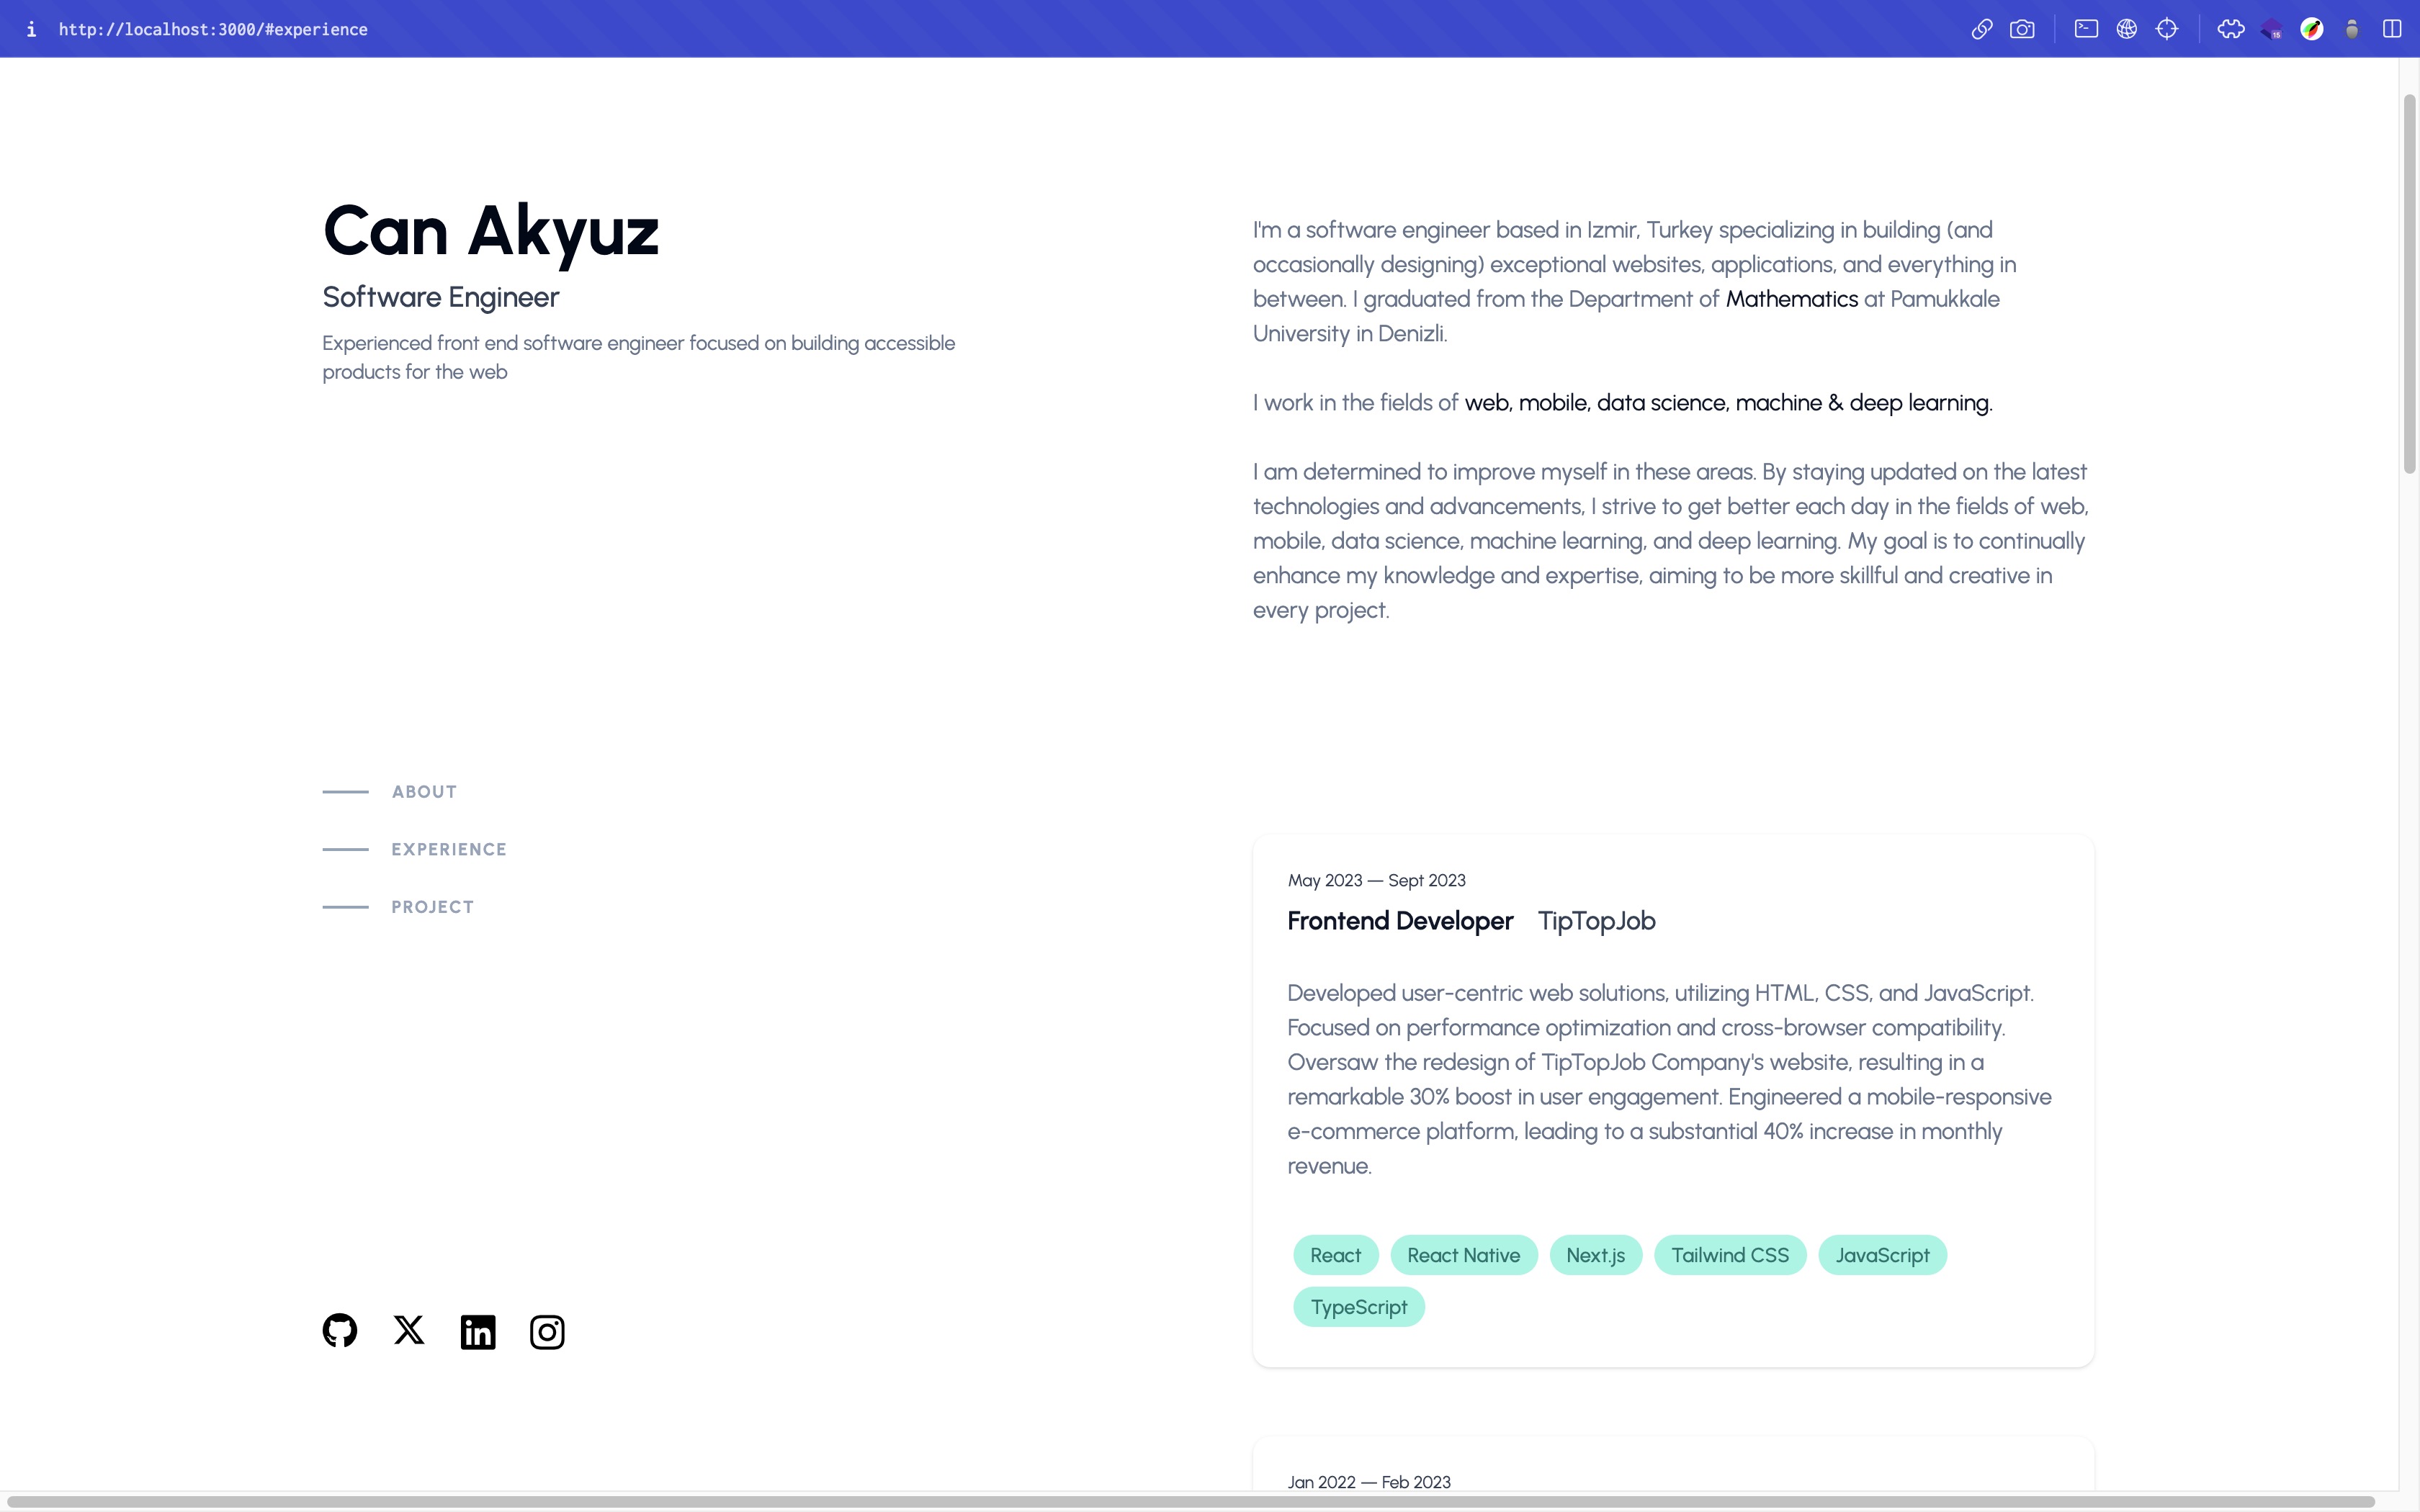 i http://localhost:3000/#experience
15
Can Akyuz
Software Engineer
Experienced front end software engineer focused on building accessible
products for the web
ABOUT
EXPERIENCE
PROJECT
in
I'm a software engineer based in Izmir, Turkey specializing in building (and
occasionally designing) exceptional websites, applications, and everything in
between. I graduated from the Department of Mathematics at Pamukkale
University in Denizli.
I work in the fields of web, mobile, data science, machine & deep learning.
I am determined to improve myself in these areas. By staying updated on the latest
technologies and advancements, I strive to get better each day in the fields of web,
mobile, data science, machine learning, and deep learning. My goal is to continually
enhance my knowledge and expertise, aiming to be more skillful and creative in
every project.
May 2023 — Sept 2023
Frontend Developer TipTopJob
Developed user-centric web solutions, utilizing HTML, CSS, and JavaScript.
Focused on performance optimization and cross-browser compatibility.
Oversaw the redesign of TipTopJob Company's website, resulting in a
remarkable 30% boost in user engagement. Engineered a mobile-responsive
e-commerce platform, leading to a substantial 40% increase in monthly
revenue.
React React Native Next.js Tailwind CSS JavaScript
TypeScript
Jan 2022 — Feb 2023